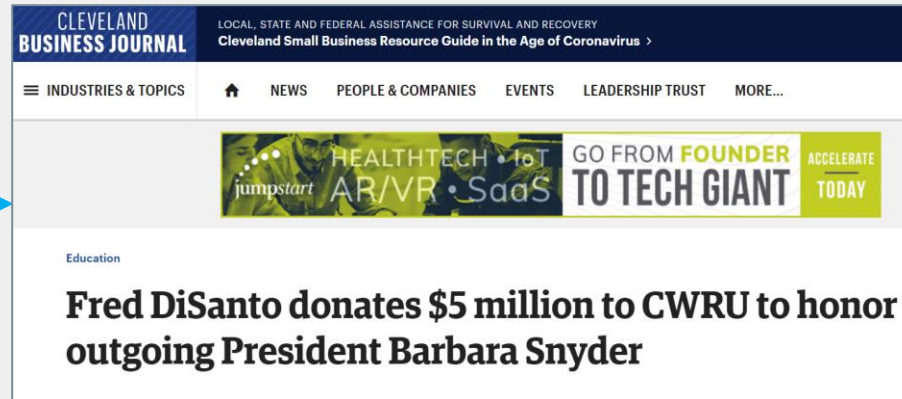 CLEVELAND
BUSINESS JOURNAL
LOCAL, STATE AND FEDERAL ASSISTANCE FOR SURVIVAL AND RECOVERY
Cleveland Small Business Resource Guide in the Age of Coronavirus >
INDUSTRIES & TOPICS NEWS PEOPLE & COMPANIES EVENTS LEADERSHIP TRUST MORE...
jumpstart
HEALTHTECH • IoT
AR/VR • SaaS
GO FROM FOUNDER
TO TECH GIANT
ACCELERATE
TODAY
Education
Fred DiSanto donates $5 million to CWRU to honor
outgoing President Barbara Snyder